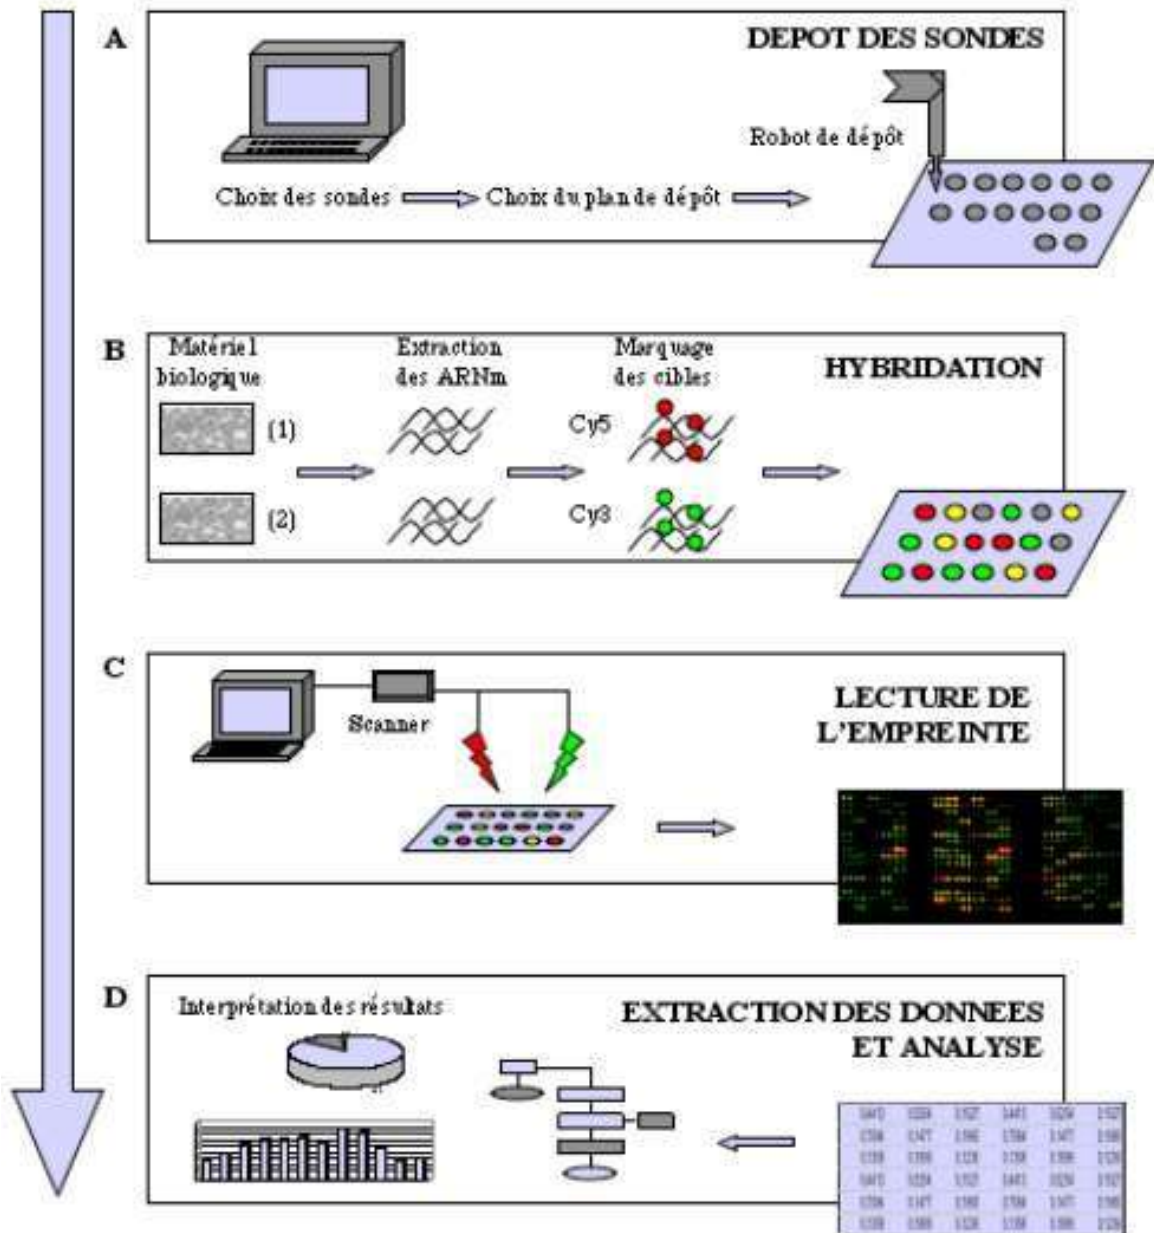 A
DEPOT DES SONDES
Robot de dépôt
Choix des sondes
Choix du plan de dépôt
B
HYBRIDATION
Matériel
biologique
Extraction
des ARNm
Marquage
des cibles
(1)
Cy5
(2)
Cy3
C
LECTURE DE
L'EMPREINTE
Scanner
D
EXTRACTION DES DONNEES
ET ANALYSE
Interprétation des résultats